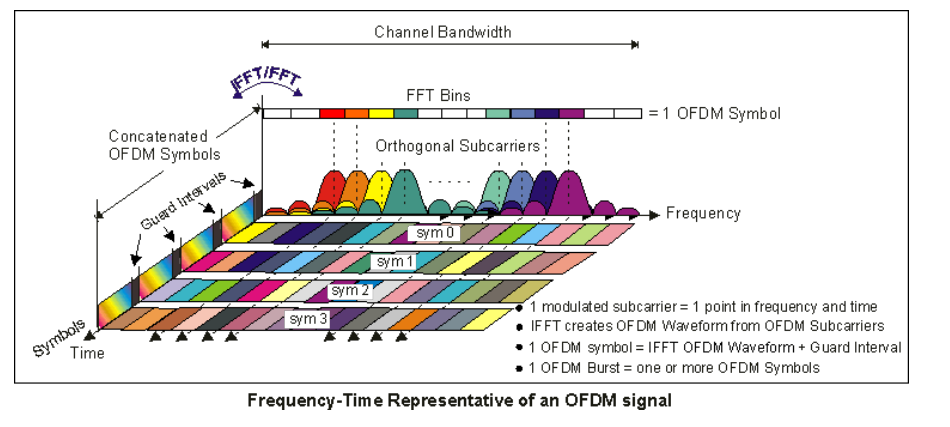 Channel Bandwidth
IFFT/FFT
FFT Bins
= 1 OFDM Symbol
Concatenated
OFDM Symbols
Orthogonal Subcarriers
Guard Intervals
Frequency
sym 0
sym 1
sym 2
sym 3
Symbols
Time
● 1 modulated subcarrier = 1 point in frequency and time
● IFFT creates OFDM Waveform from OFDM Subcarriers
● 1 OFDM symbol = IFFT OFDM Waveform + Guard Interval
● 1 OFDM Burst = one or more OFDM Symbols
Frequency-Time Representative of an OFDM signal